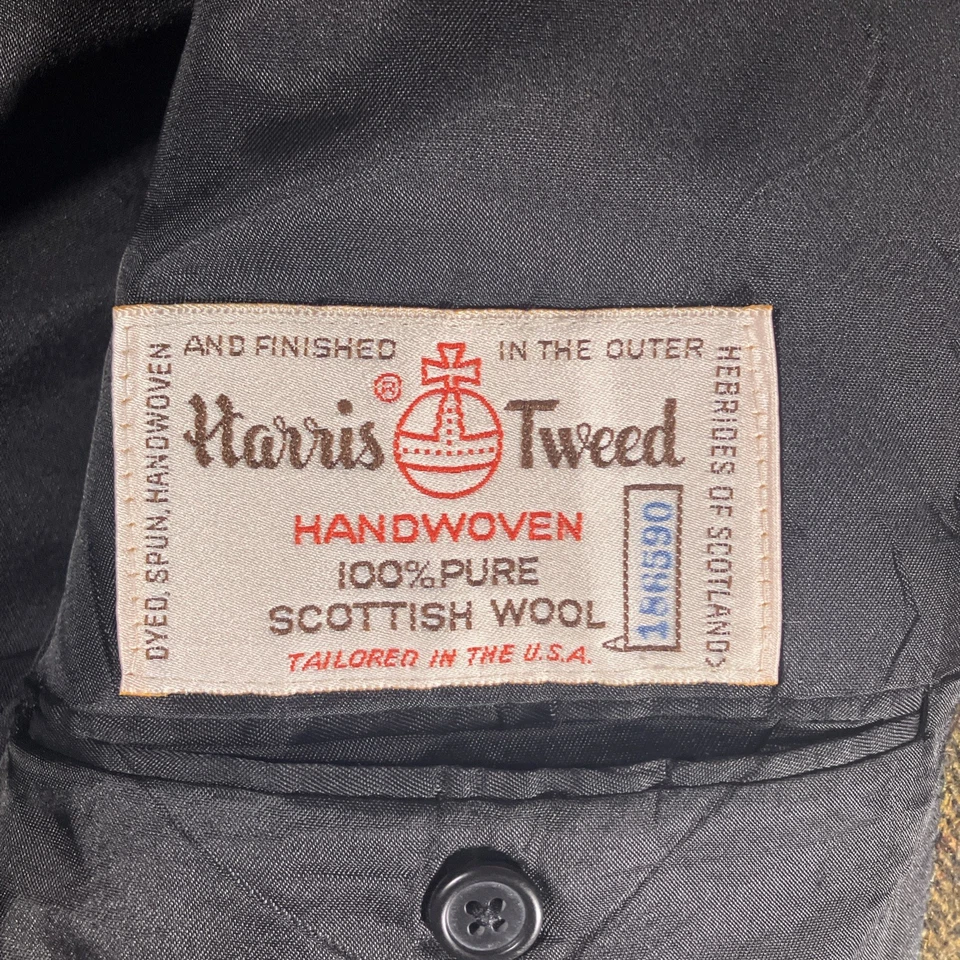 DYED, SPUN, HANDWOVEN
AND FINISHED IN THE OUTER
HEBRIDES OF SCOTLAND
Harris ® Tweed
HANDWOVEN
100% PURE
SCOTTISH WOOL
TAILORED IN THE U.S.A.
186590